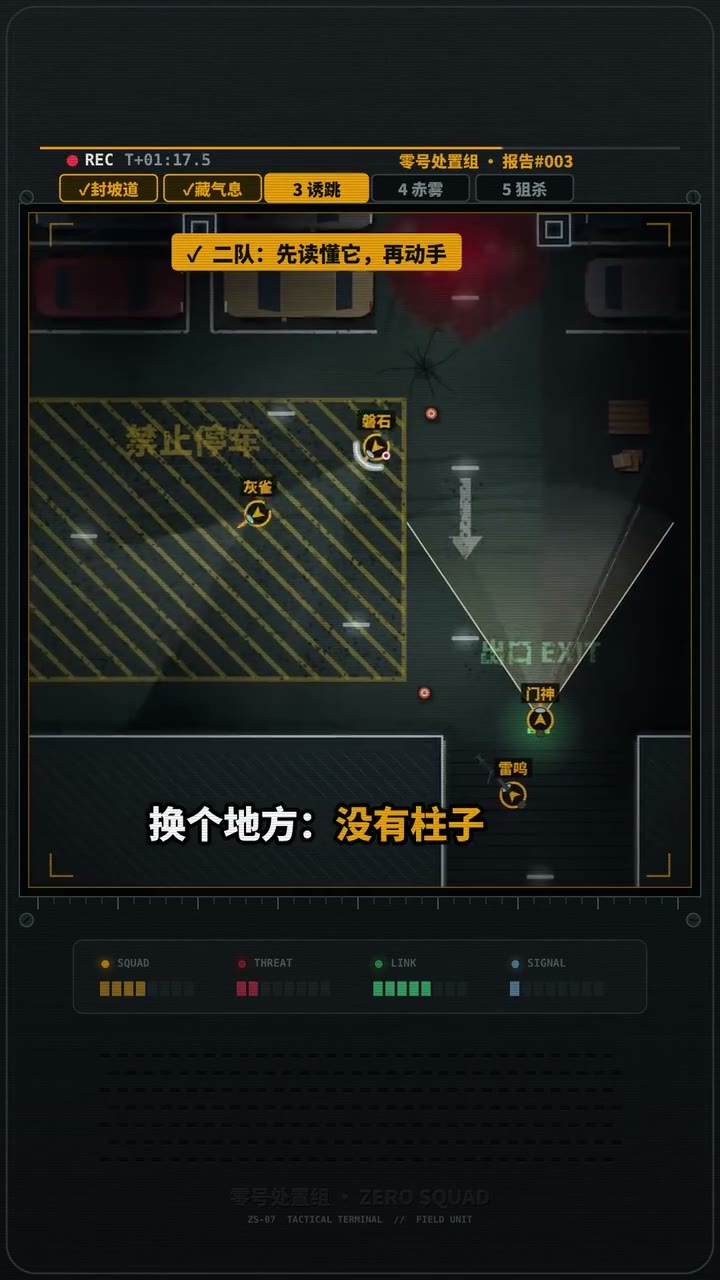 REC T+01:17.5
零号处置组 · 报告#003
✓封坡道 ✓藏气息 3 诱跳 4 赤雾 5 狙杀
✓ 二队：先读懂它，再动手
禁止停车
磐石
灰雀
出口 EXIT
门神
雷鸣
换个地方：没有柱子
SQUAD THREAT LINK SIGNAL
零号处置组 · ZERO SQUAD
ZS-07 TACTICAL TERMINAL // FIELD UNIT